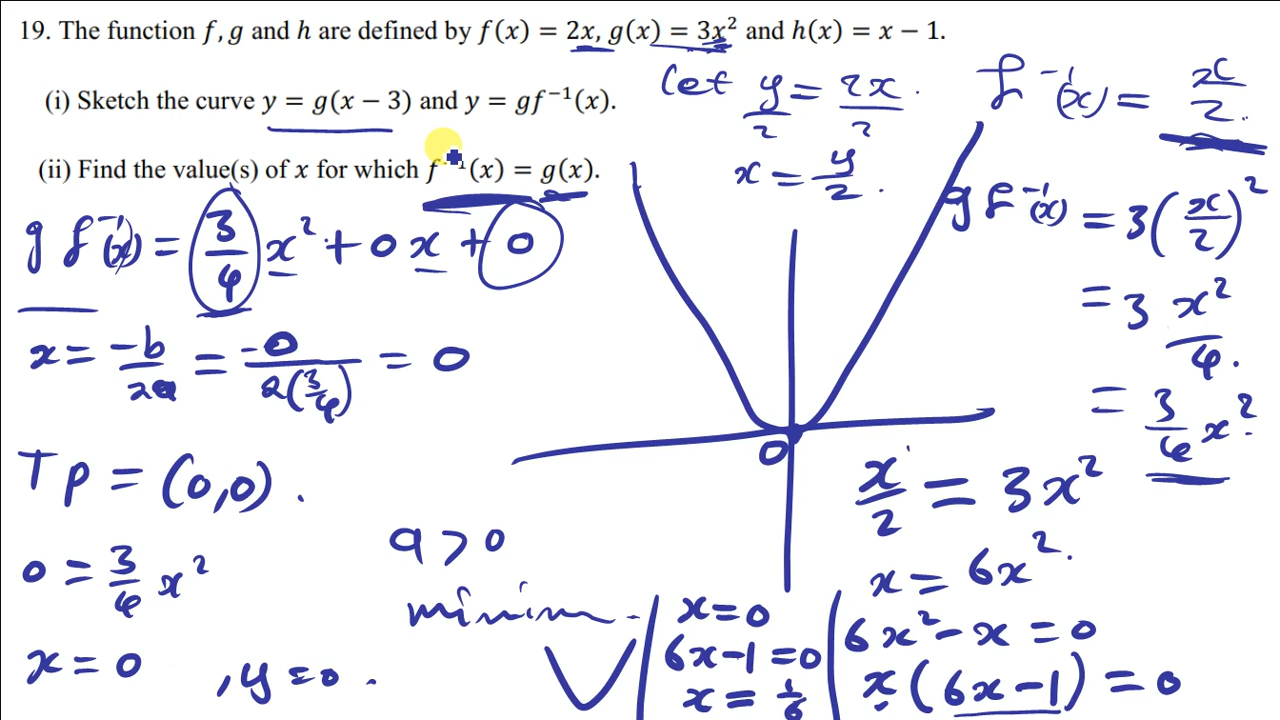 19. The function f, g and h are defined by f(x) = 2x, g(x) = 3x² and h(x) = x − 1.
(i) Sketch the curve y = g(x − 3) and y = gf⁻¹(x).
(ii) Find the value(s) of x for which f⁻¹(x) = g(x).
let y/2 = 2x/2.
x = y/2.
f⁻¹(x) = x/2.
gf⁻¹(x) = 3(x/2)²
= 3 x²/4.
= 3/4 x²
gf⁻¹(x) = 3/4 x² + 0x + 0
x = -b/2a = -0/2(3/4) = 0
TP = (0,0).
0 = 3/4 x²
x = 0, y = 0.
a > 0
minim-
0
x/2 = 3x²
x = 6x².
6x² - x = 0
x(6x - 1) = 0
x = 0
6x - 1 = 0
x = 1/6